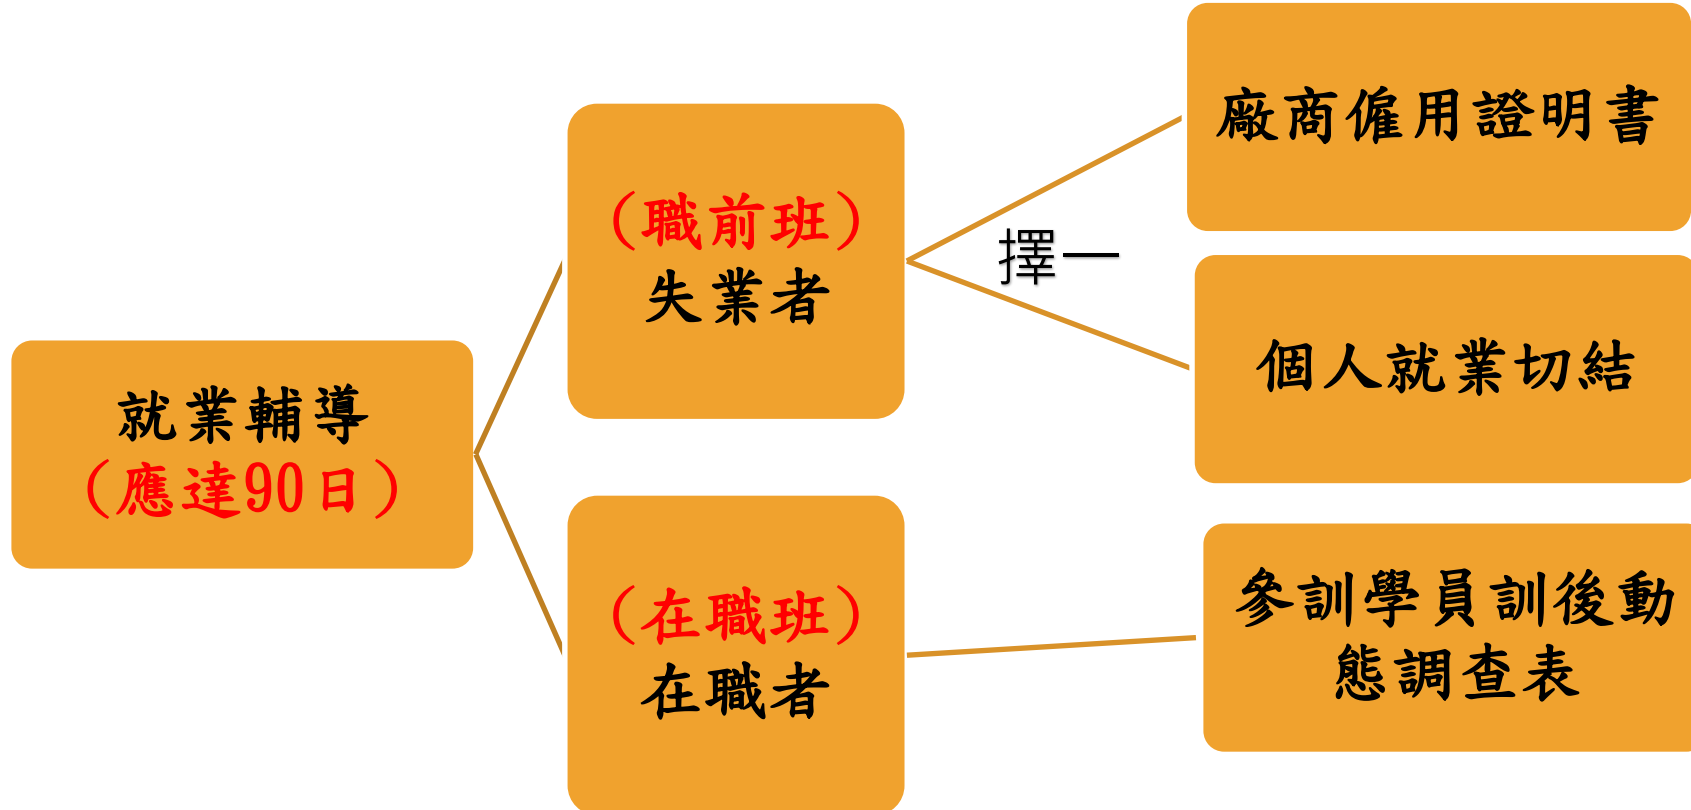 就業輔導
（應達90日）
（職前班）
失業者
擇一
廠商僱用證明書
個人就業切結
（在職班）
在職者
參訓學員訓後動
態調查表